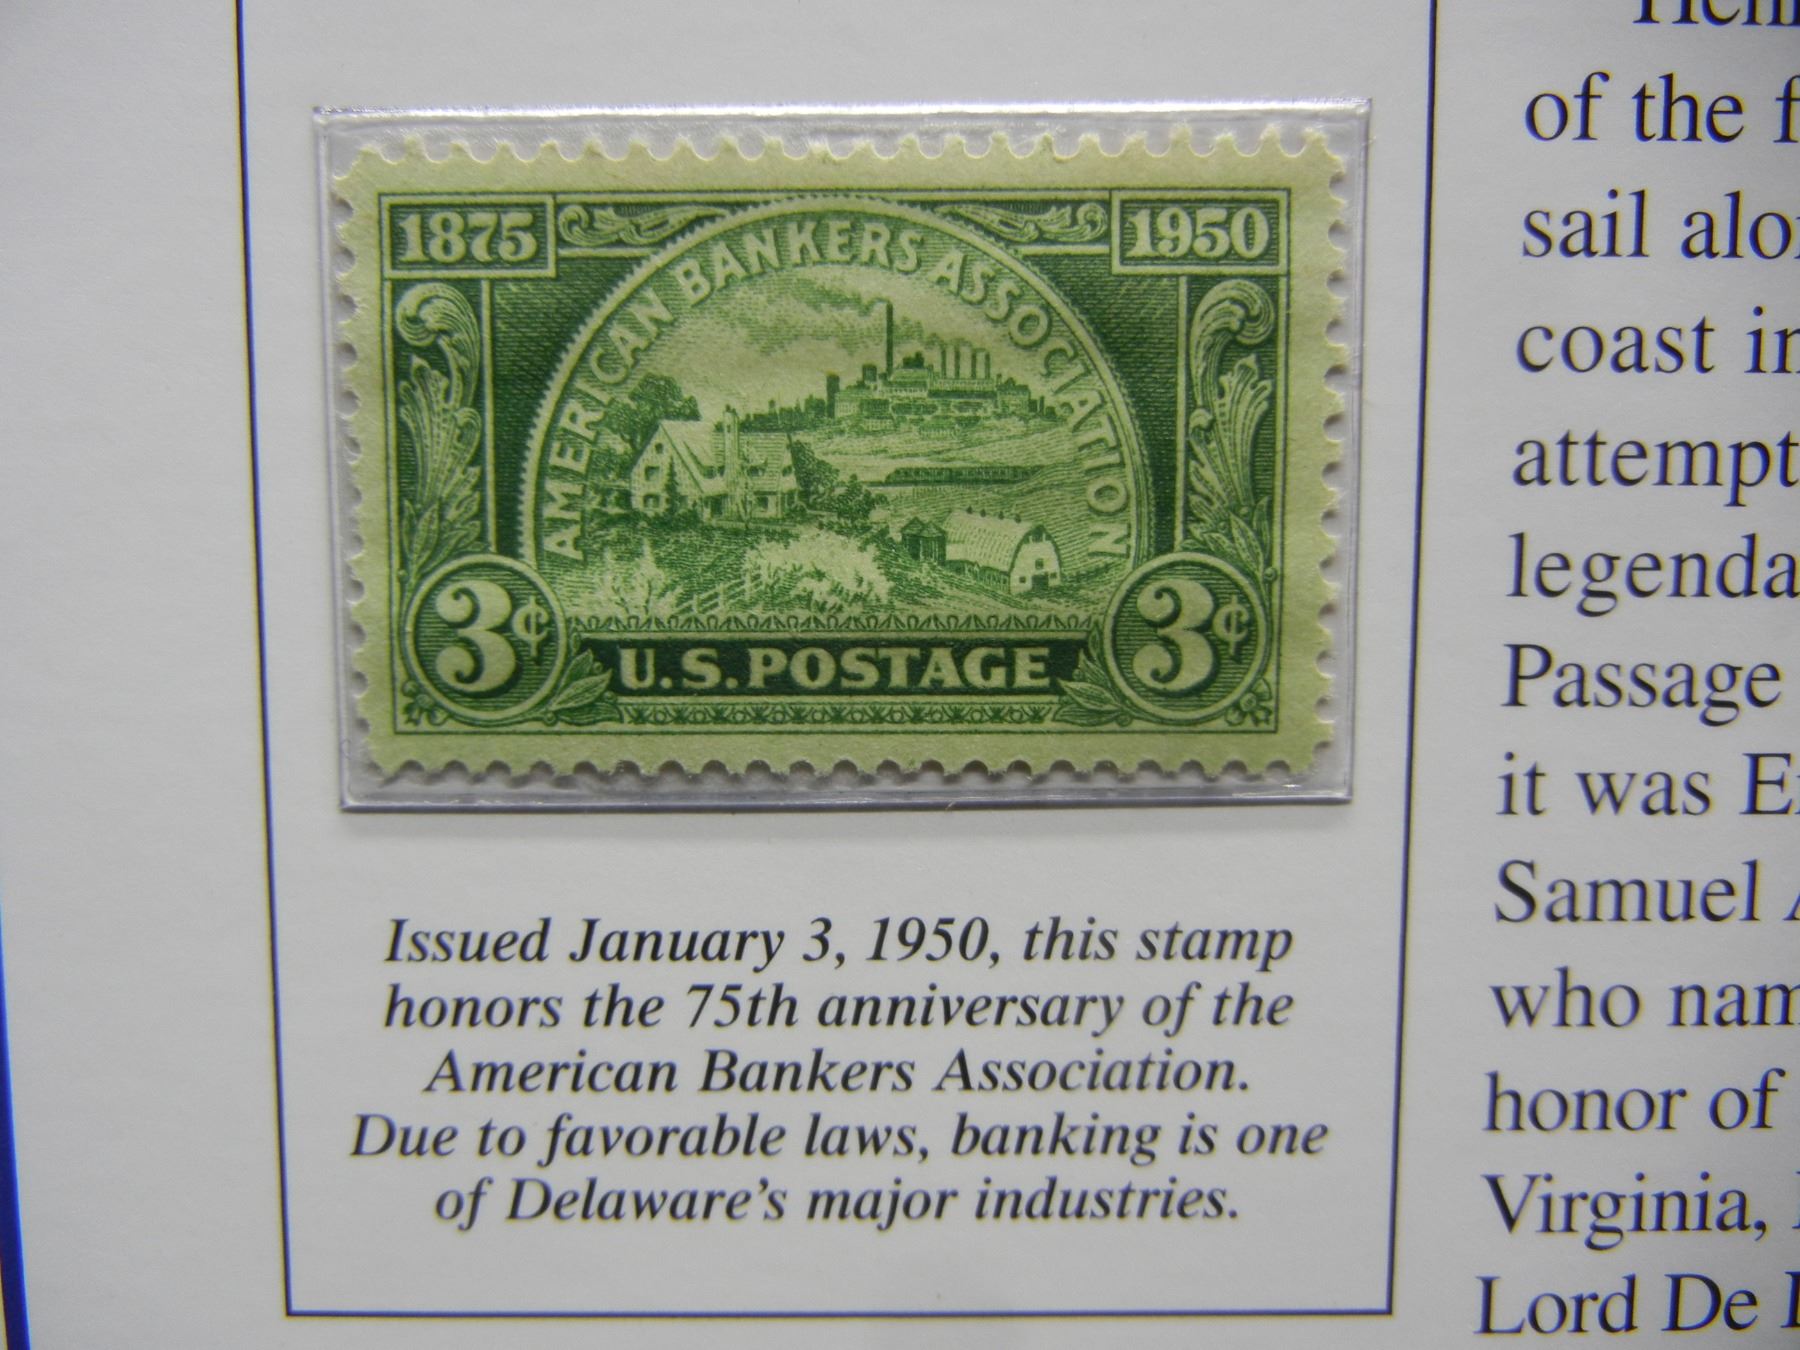 1875
1950
AMERICAN BANKERS ASSOCIATION
3¢
3¢
U.S. POSTAGE
Issued January 3, 1950, this stamp
honors the 75th anniversary of the
American Bankers Association.
Due to favorable laws, banking is one
of Delaware's major industries.
of the
sail
coast
attempt
legenda
Passage
it was
Samuel
who
honor of
Virginia,
Lord De